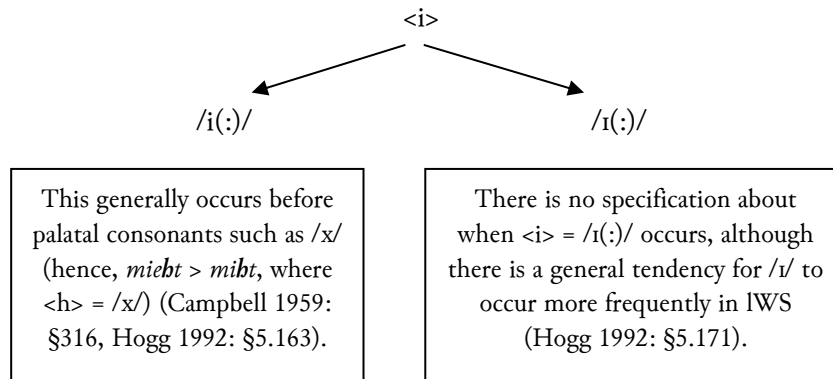 <i>
/i(:)/
/ɪ(:)/
This generally occurs before
palatal consonants such as /x/
(hence, mieht > miht, where
<h> = /x/) (Campbell 1959:
§316, Hogg 1992: §5.163).
There is no specification about
when <i> = /ɪ(:)/ occurs, although
there is a general tendency for /ɪ/ to
occur more frequently in lWS
(Hogg 1992: §5.171).